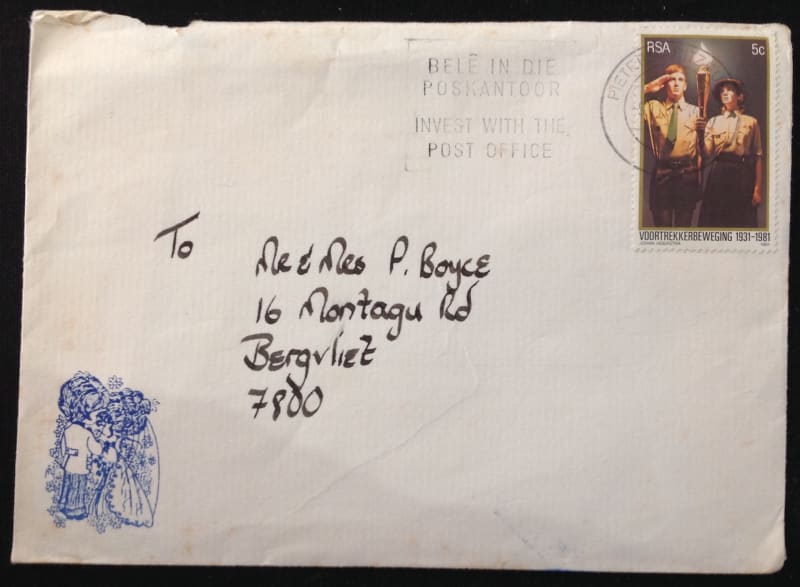 BELÊ IN DIE
POSKANTOOR
INVEST WITH THE
POST OFFICE
RSA 5c
VOORTREKKERBEWEGING 1931-1981
To
Mr & Mrs P. Boyce
16 Montagu Rd
Bergvliet
7800